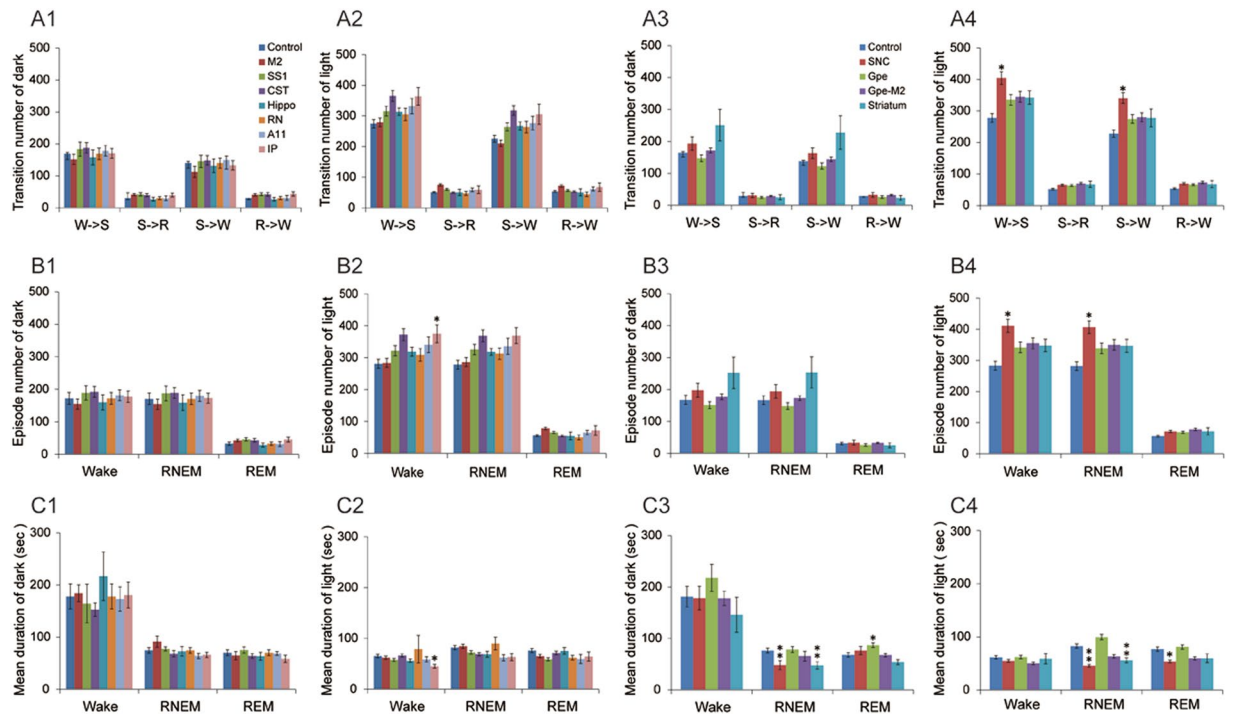 A1
Transition number of dark
500
400
300
200
100
0
W->S S->R S->W R->W
Control
M2
SS1
CST
Hippo
RN
A11
IP
A2
Transition number of light
500
400
300
200
100
0
W->S S->R S->W R->W
A3
Transition number of dark
500
400
300
200
100
0
W->S S->R S->W R->W
Control
SNC
Gpe
Gpe-M2
Striatum
A4
Transition number of light
500
400
300
200
100
0
* *
W->S S->R S->W R->W
Control
SNC
Gpe
Gpe-M2
Striatum
B1
Episode number of dark
500
400
300
200
100
0
Wake RNEM REM
B2
Episode number of light
500
400
300
200
100
0
*
Wake RNEM REM
B3
Episode number of dark
500
400
300
200
100
0
Wake RNEM REM
B4
Episode number of light
500
400
300
200
100
0
* *
Wake RNEM REM
C1
Mean duration of dark (sec)
300
200
100
0
Wake RNEM REM
C2
Mean duration of light (sec)
300
200
100
0
*
Wake RNEM REM
C3
Mean duration of dark (sec)
300
200
100
0
** ** *
Wake RNEM REM
C4
Mean duration of light (sec)
300
200
100
0
** ** *
Wake RNEM REM